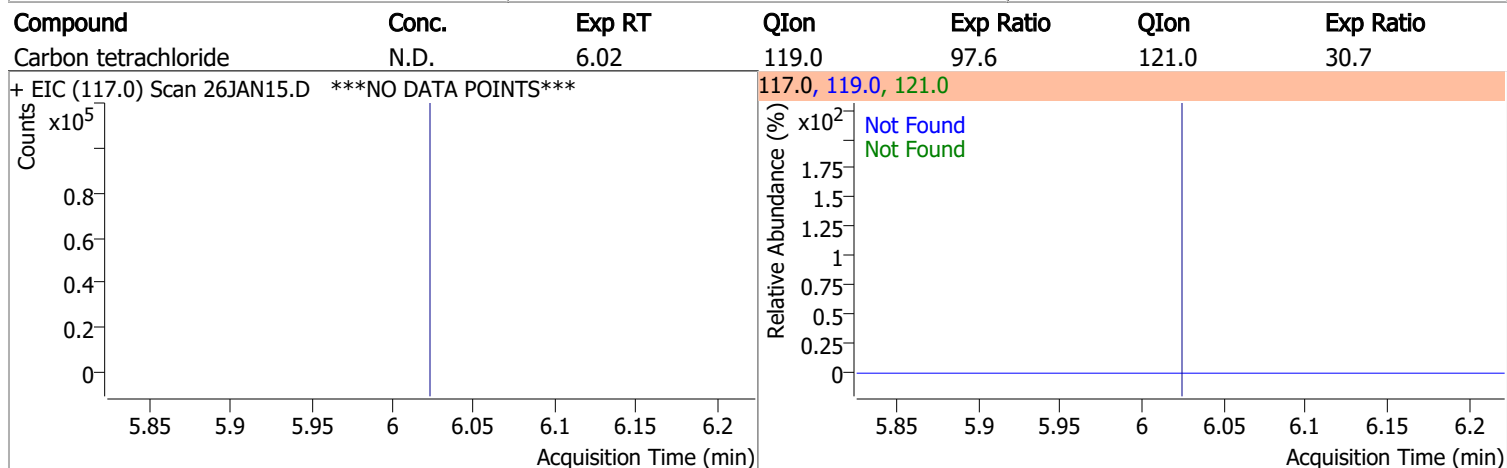 Compound Conc. Exp RT QIon Exp Ratio QIon Exp Ratio
Carbon tetrachloride N.D. 6.02 119.0 97.6 121.0 30.7
+ EIC (117.0) Scan 26JAN15.D ***NO DATA POINTS***
Counts
x10^5
0.8
0.6
0.4
0.2
0
5.85 5.9 5.95 6 6.05 6.1 6.15 6.2
Acquisition Time (min)
117.0, 119.0, 121.0
Relative Abundance (%)
x10^2
Not Found
Not Found
1.75
1.5
1.25
1
0.75
0.5
0.25
0
5.85 5.9 5.95 6 6.05 6.1 6.15 6.2
Acquisition Time (min)